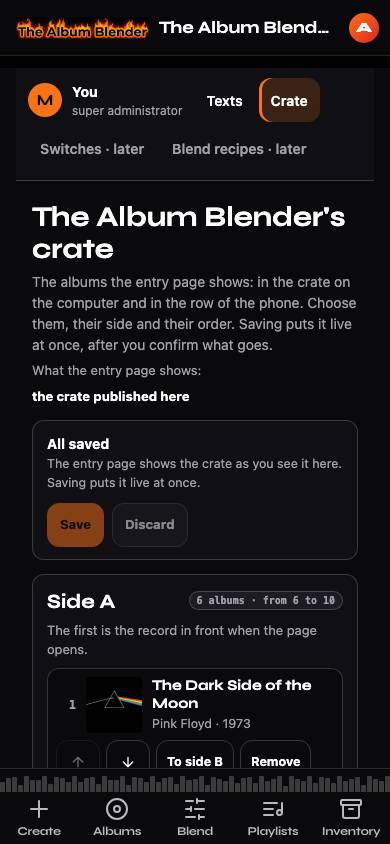 The Album Blender The Album Blend... A
M You
super administrator
Texts Crate
Switches · later Blend recipes · later
The Album Blender's
crate
The albums the entry page shows: in the crate on
the computer and in the row of the phone. Choose
them, their side and their order. Saving puts it live
at once, after you confirm what goes.
What the entry page shows:
the crate published here
All saved
The entry page shows the crate as you see it here.
Saving puts it live at once.
Save Discard
Side A 6 albums · from 6 to 10
The first is the record in front when the page
opens.
1 The Dark Side of the
Moon
Pink Floyd · 1973
↑ ↓ To side B Remove
Create Albums Blend Playlists Inventory